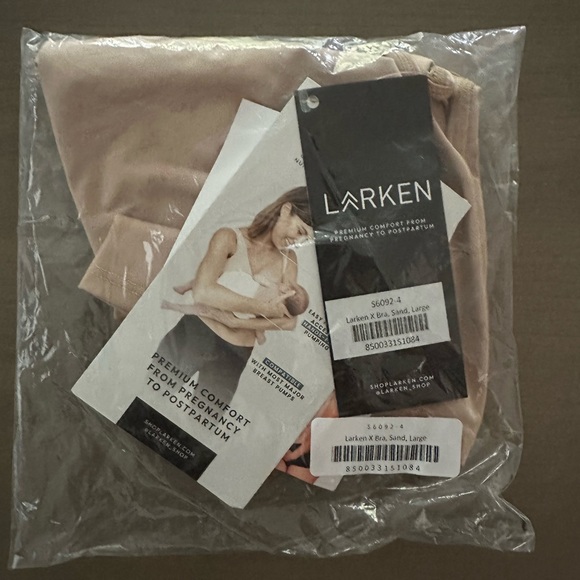 LARKEN
PREMIUM COMFORT FROM
PREGNANCY TO POSTPARTUM
S6092-4
Larken X Bra, Sand, Large
850033151084
SHOPLARKEN.COM
@LARKEN_SHOP
S6092-4
Larken X Bra, Sand, Large
850033151084
PUMPING
COMPATIBLE
WITH MOST MAJOR
BREAST PUMPS
PREMIUM COMFORT
FROM PREGNANCY
TO POSTPARTUM
SHOPLARKEN.COM
@LARKEN_SHOP